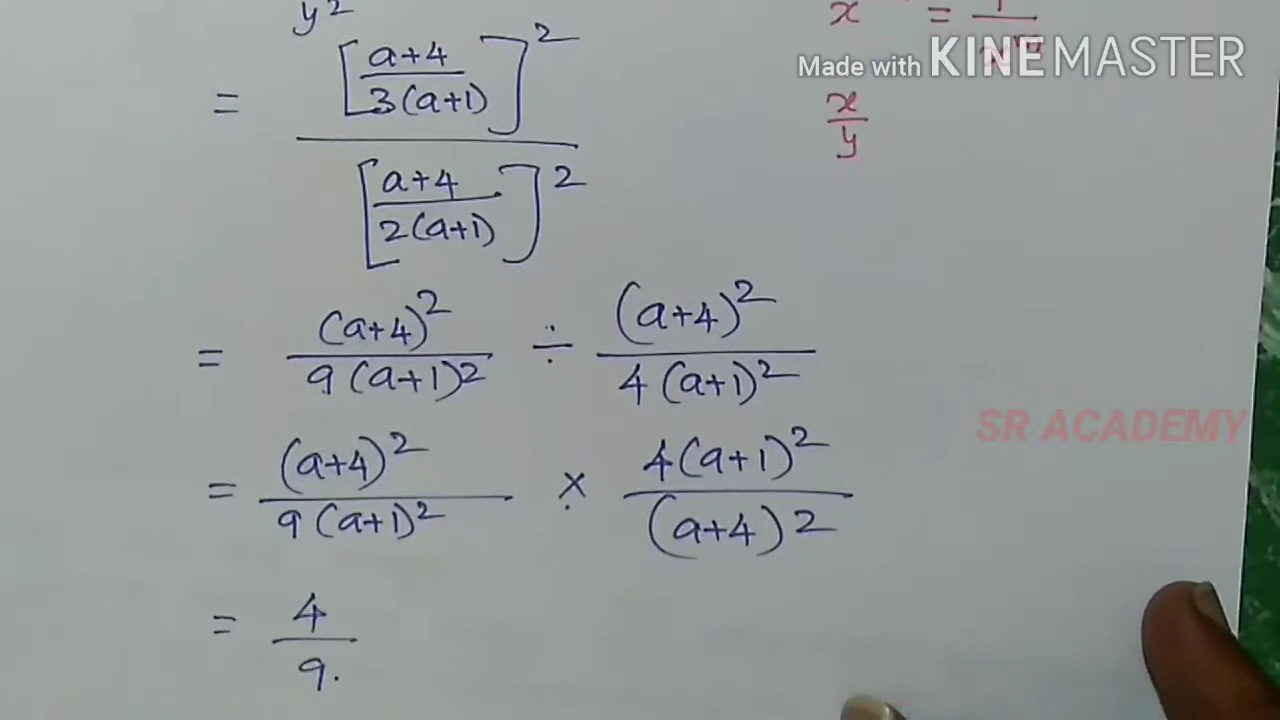 y²
= [a+4 / 3(a+1)]²
[a+4 / 2(a+1)]²
= (a+4)² / 9(a+1)² ÷ (a+4)² / 4(a+1)²
= (a+4)² / 9(a+1)² × 4(a+1)² / (a+4)²
= 4 / 9.
x =
x / y
Made with KINEMASTER
SR ACADEMY